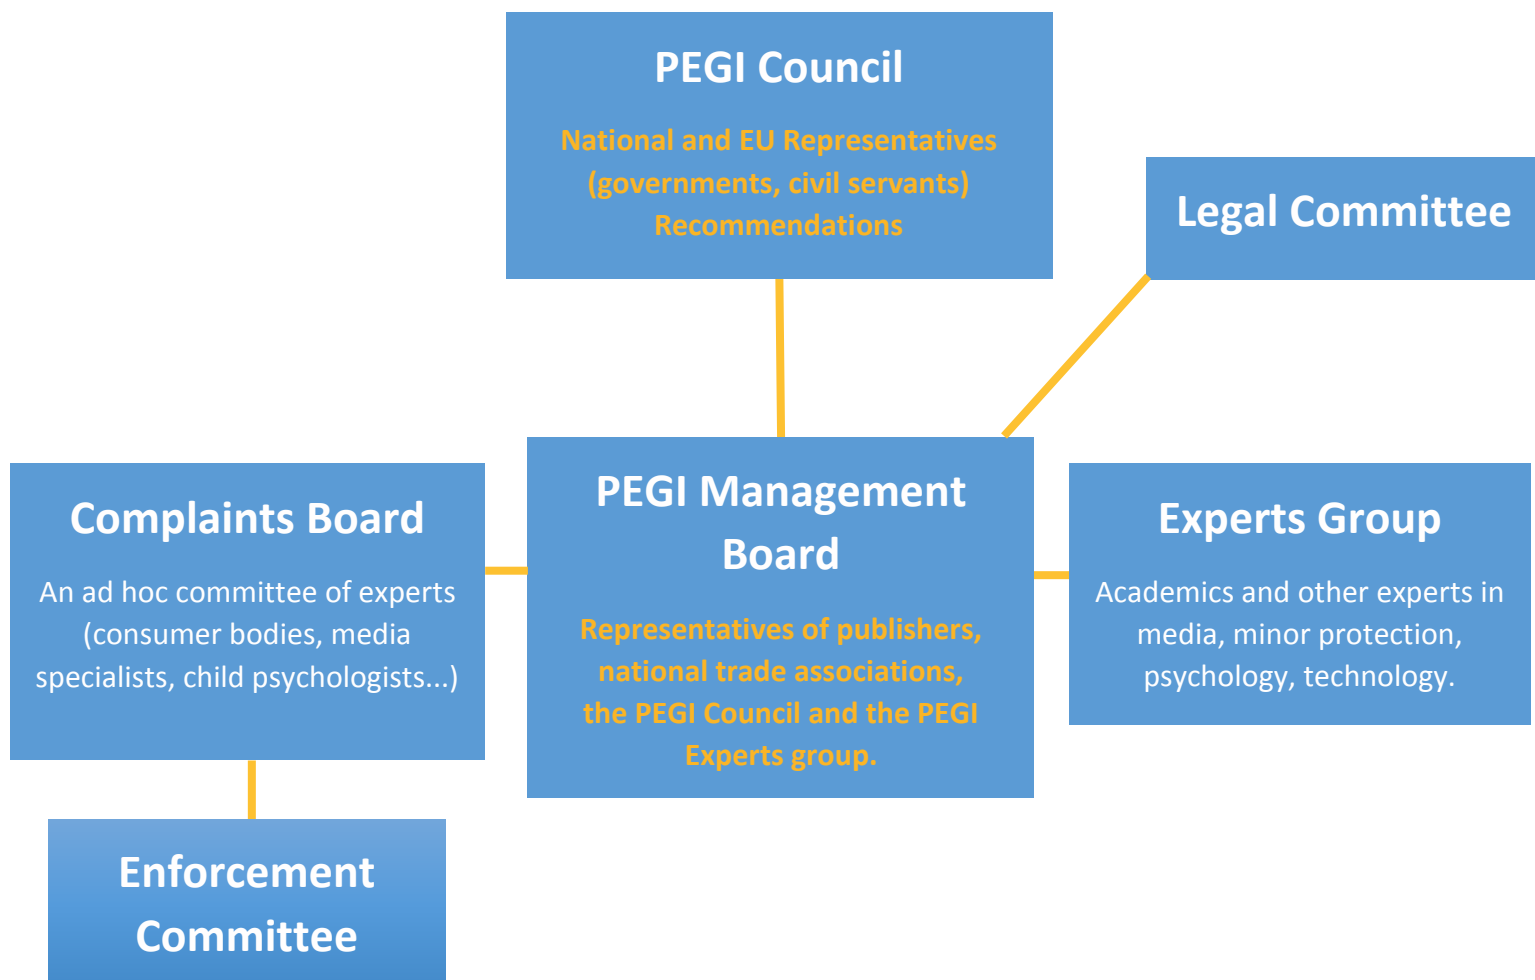 PEGI Council
National and EU Representatives
(governments, civil servants)
Recommendations
Legal Committee
Complaints Board
An ad hoc committee of experts
(consumer bodies, media
specialists, child psychologists...)
PEGI Management
Board
Representatives of publishers,
national trade associations,
the PEGI Council and the PEGI
Experts group.
Experts Group
Academics and other experts in
media, minor protection,
psychology, technology.
Enforcement
Committee